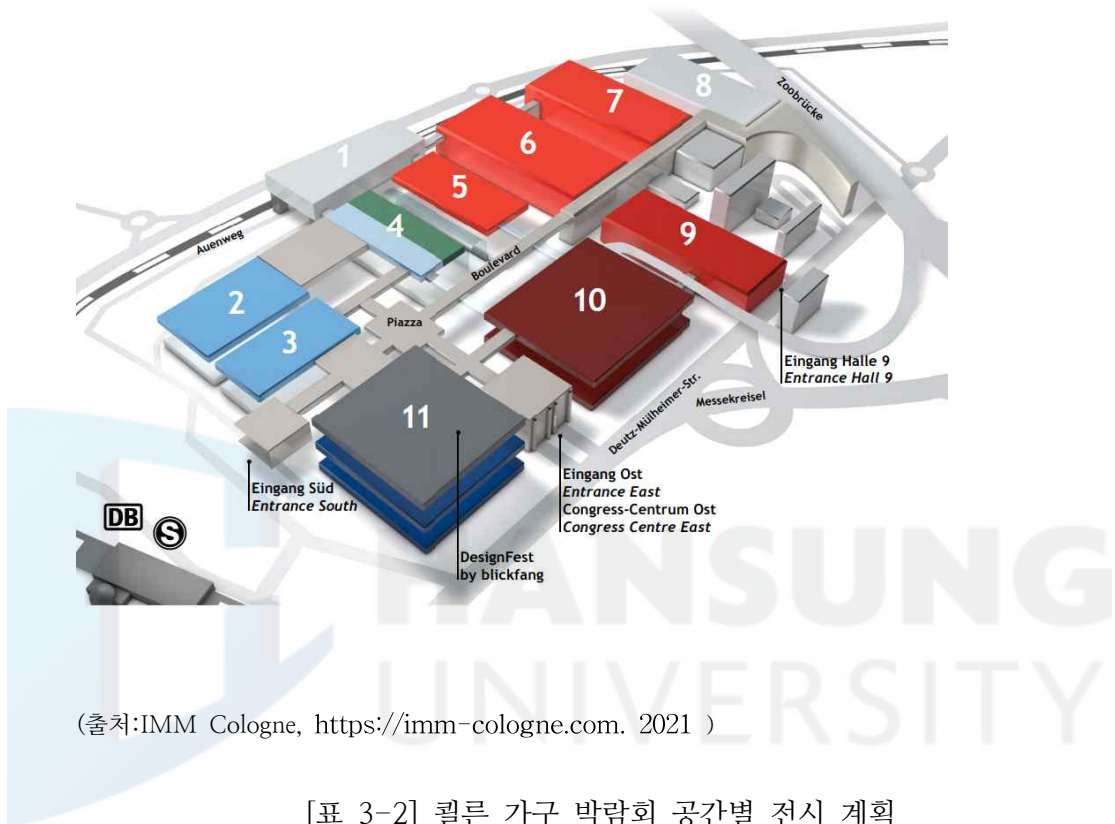 8
Zoobrücke
7
6
1
5
9
4
Auenweg
Boulevard
10
2
Piazza
3
Eingang Halle 9
Entrance Hall 9
Messekreisel
Deutz-Mülheimer-Str.
11
Eingang Süd
Entrance South
Eingang Ost
Entrance East
Congress-Centrum Ost
Congress Centre East
DB
S
DesignFest
by blickfang
HANSUNG
UNIVERSITY
(출처:IMM Cologne, https://imm-cologne.com. 2021 )
[표 3-2] 쾰른 가구 박람회 공간별 전시 계획